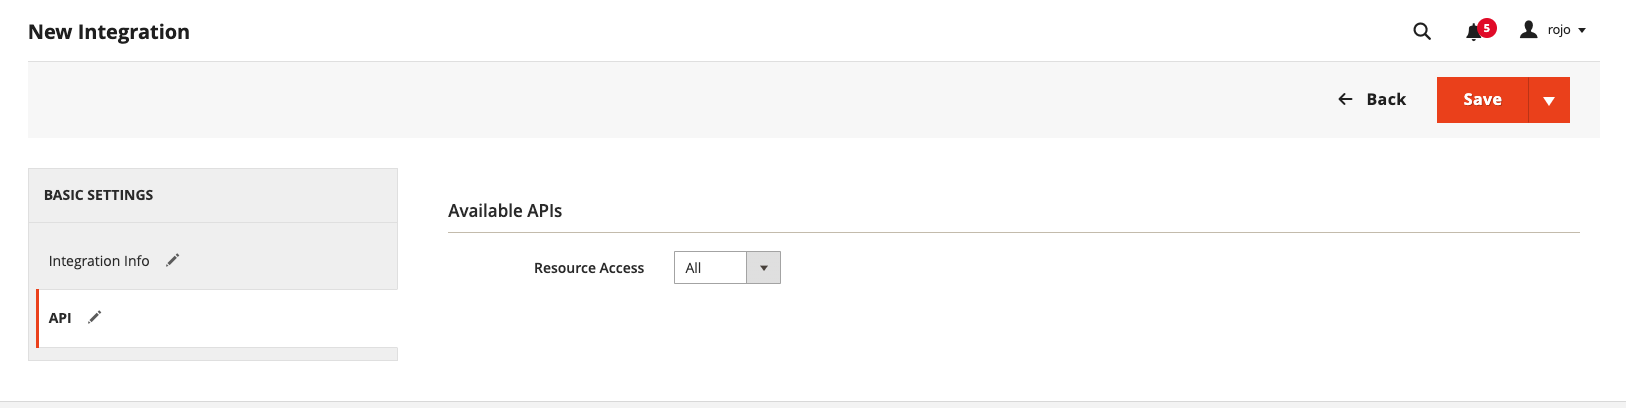 New Integration
5
rojo
Back
Save
BASIC SETTINGS
Integration Info
API
Available APIs
Resource Access
All